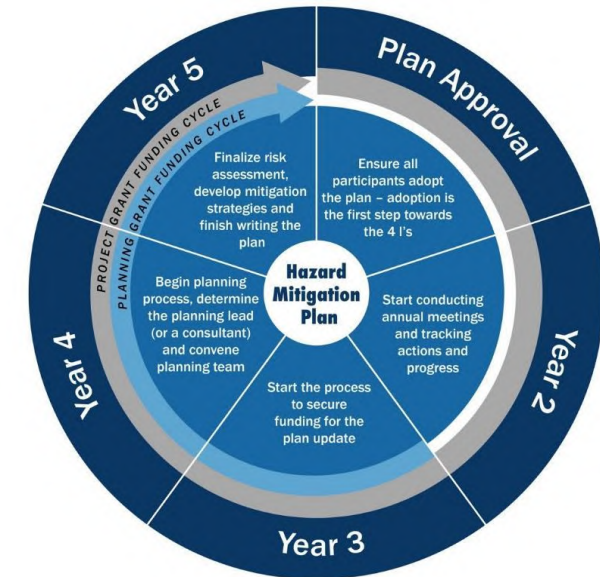 Plan Approval
Ensure all
participants adopt
the plan – adoption is
the first step towards
the 4 I's
Year 2
Start conducting
annual meetings
and tracking
actions and
progress
Year 3
Start the process
to secure
funding for the
plan update
Year 4
Begin planning
process, determine
the planning lead
(or a consultant)
and convene
planning team
Year 5
Finalize risk
assessment,
develop mitigation
strategies and
finish writing the
plan
PROJECT GRANT FUNDING CYCLE
PLANNING GRANT FUNDING CYCLE
Hazard
Mitigation
Plan